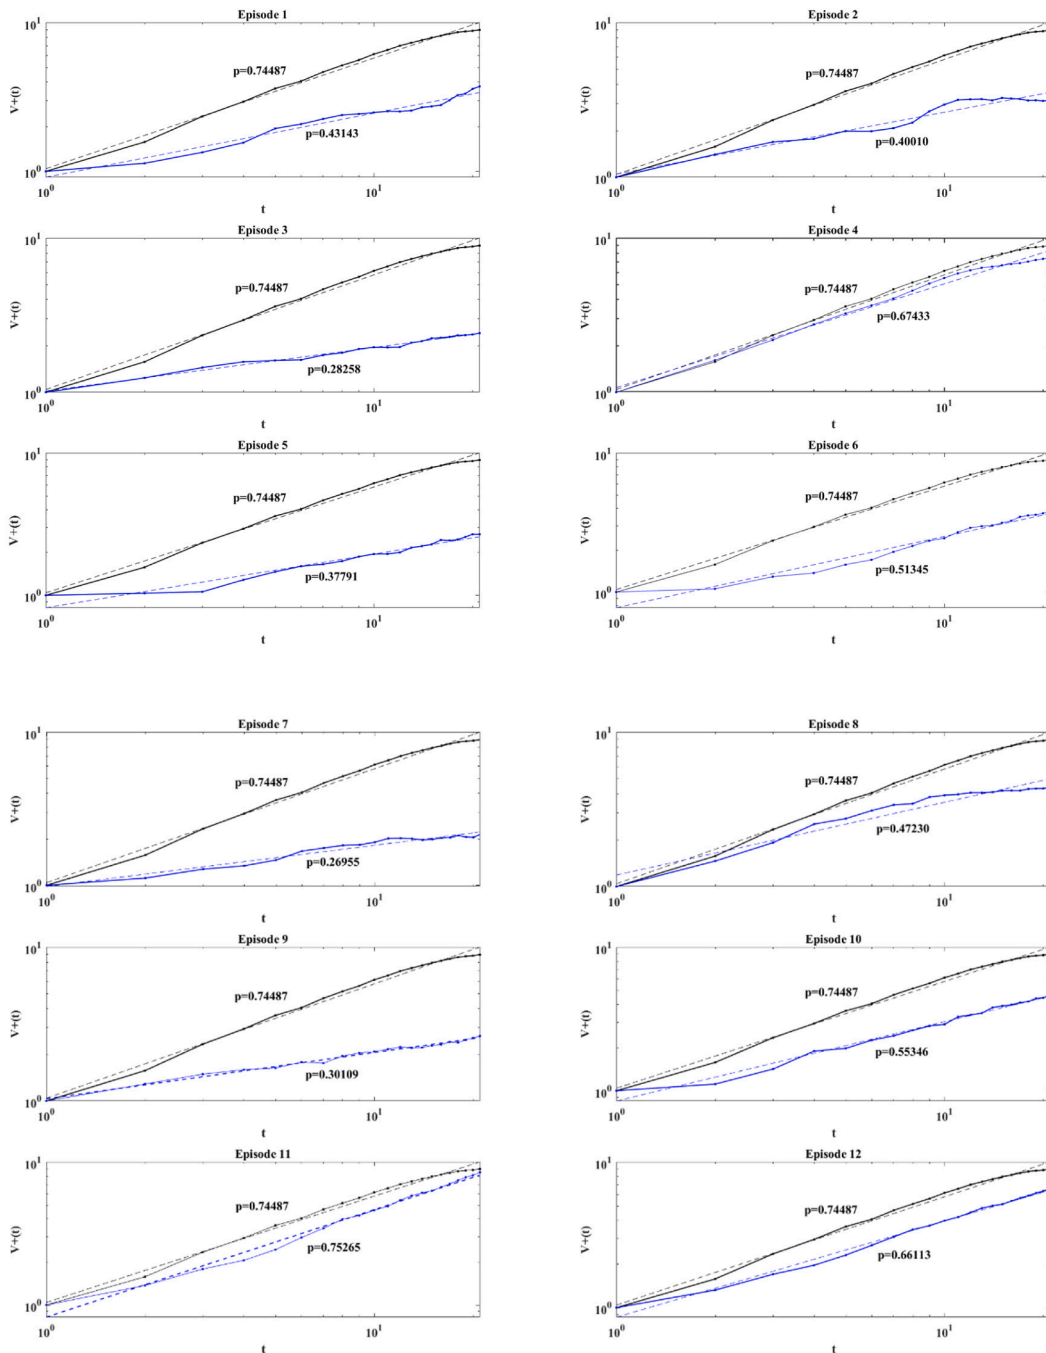 Episode 1
10¹
V+(t)
p=0.74487
p=0.43143
10⁰
10⁰
10¹
t
Episode 2
10¹
V+(t)
p=0.74487
p=0.40010
10⁰
10⁰
10¹
t
Episode 3
10¹
V+(t)
p=0.74487
p=0.28258
10⁰
10⁰
10¹
t
Episode 4
10¹
V+(t)
p=0.74487
p=0.67433
10⁰
10⁰
10¹
t
Episode 5
10¹
V+(t)
p=0.74487
p=0.37791
10⁰
10⁰
10¹
t
Episode 6
10¹
V+(t)
p=0.74487
p=0.51345
10⁰
10⁰
10¹
t
Episode 7
10¹
V+(t)
p=0.74487
p=0.26955
10⁰
10⁰
10¹
t
Episode 8
10¹
V+(t)
p=0.74487
p=0.47230
10⁰
10⁰
10¹
t
Episode 9
10¹
V+(t)
p=0.74487
p=0.30109
10⁰
10⁰
10¹
t
Episode 10
10¹
V+(t)
p=0.74487
p=0.55346
10⁰
10⁰
10¹
t
Episode 11
10¹
V+(t)
p=0.74487
p=0.75265
10⁰
10⁰
10¹
t
Episode 12
10¹
V+(t)
p=0.74487
p=0.66113
10⁰
10⁰
10¹
t